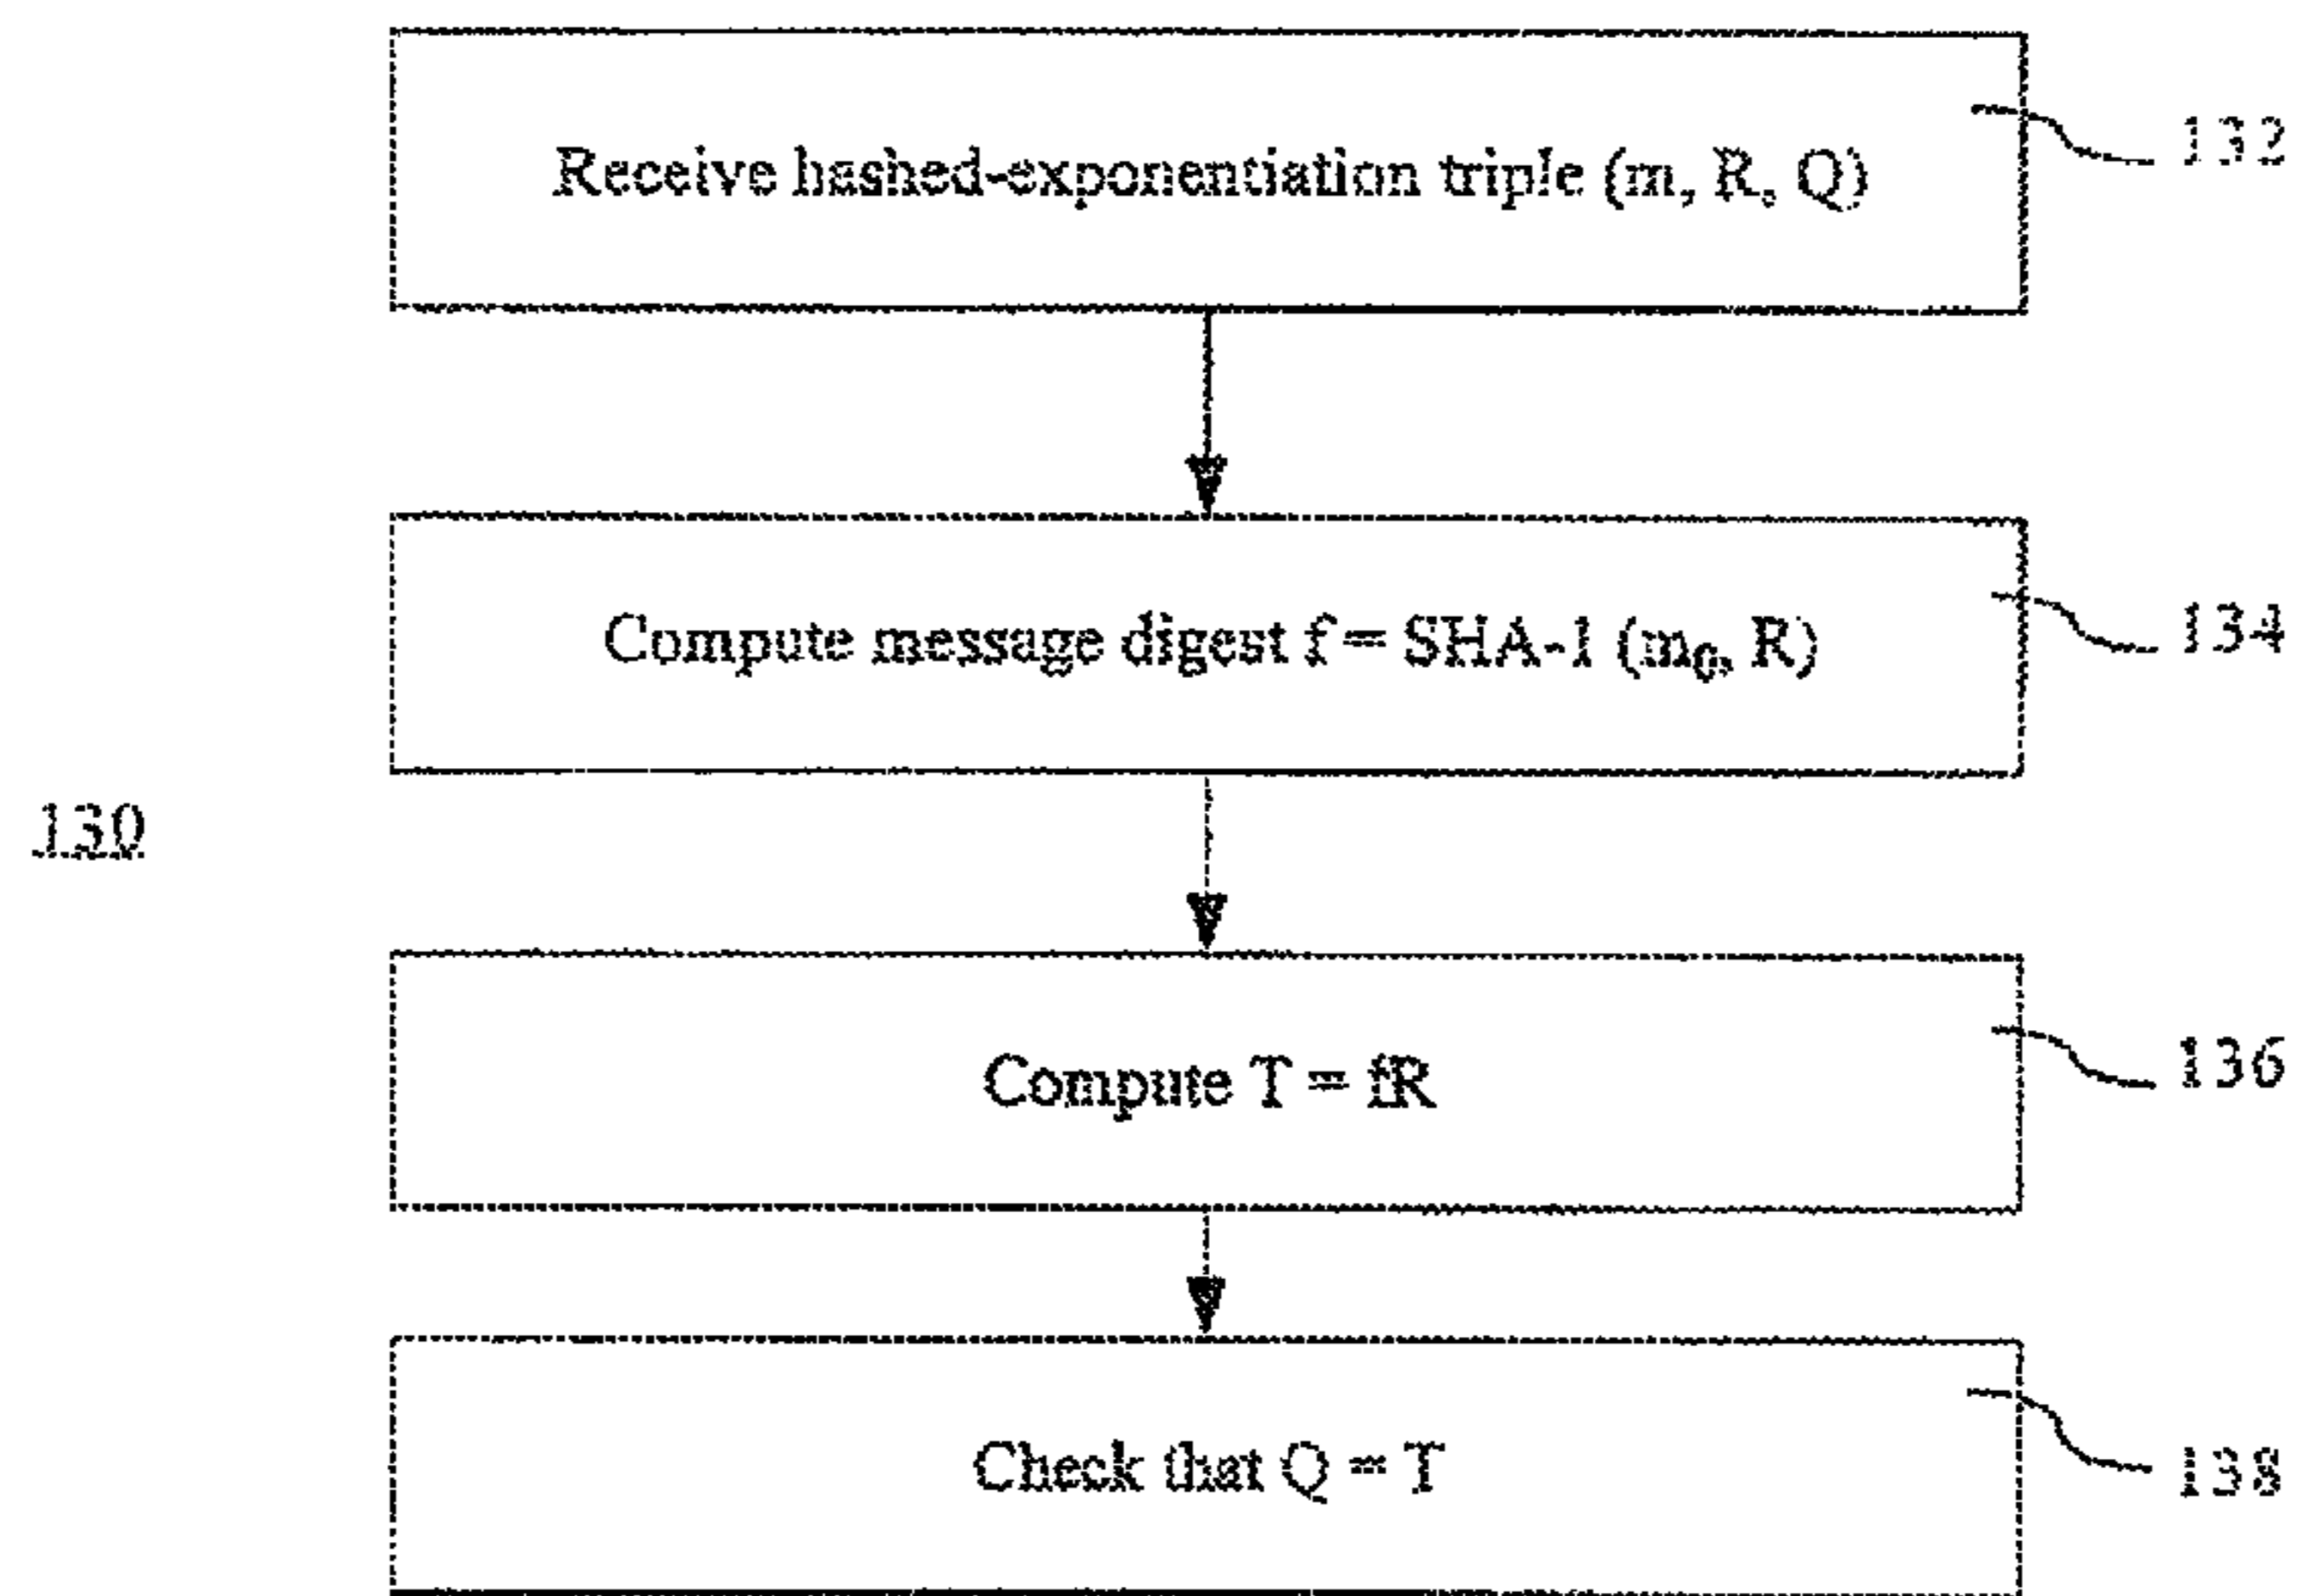 Receive hashed-exponentiation triple (m, R, Q)
132
Compute message digest f = SHA-1 (m₀, R)
134
130
Compute T = fR
136
Check that Q = T
138